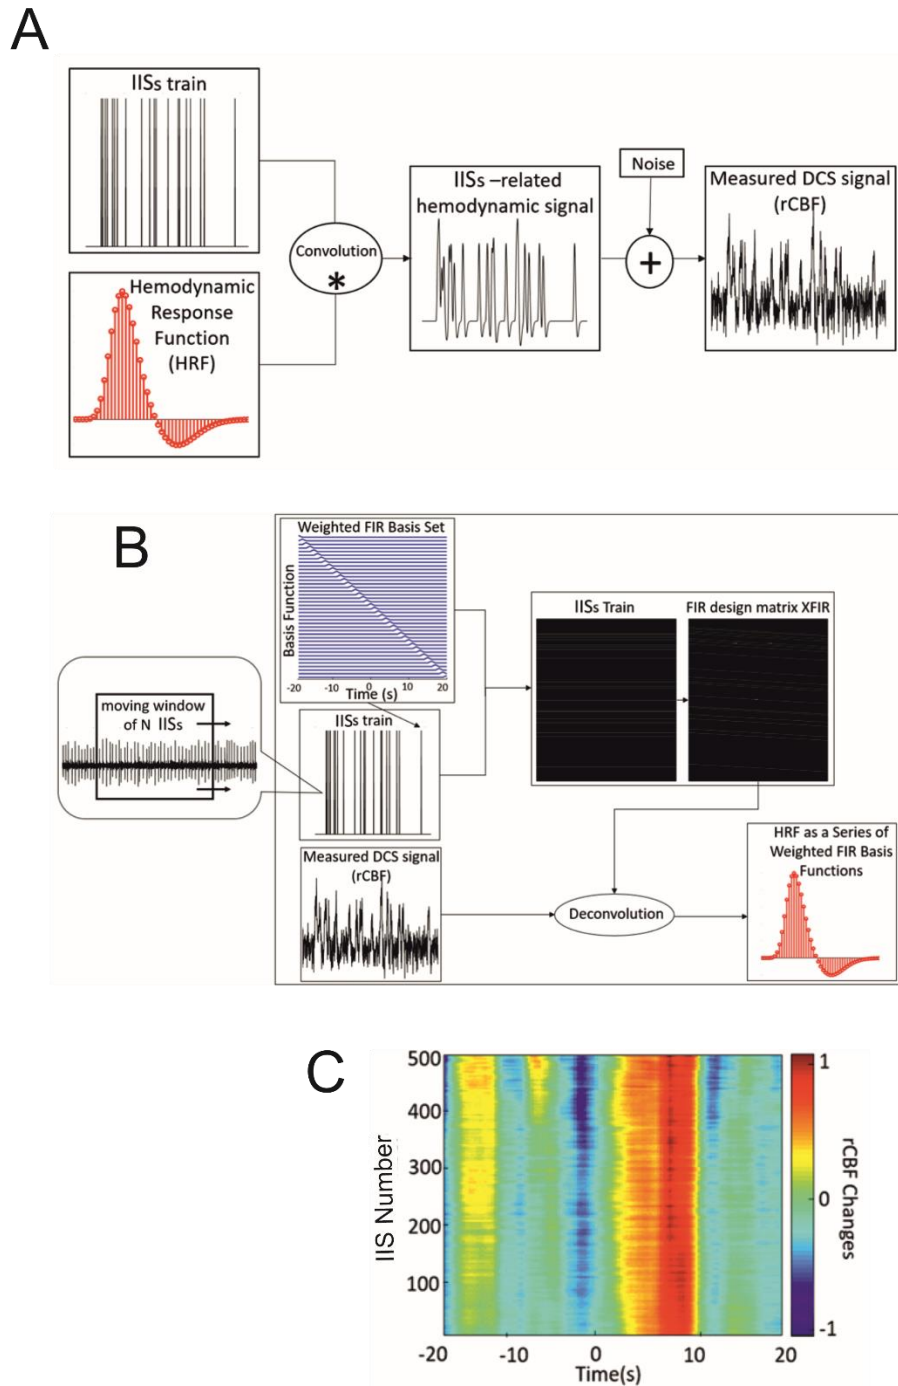 A
IISs train
Hemodynamic
Response
Function
(HRF)
Convolution
*
IISs –related
hemodynamic signal
Noise
+
Measured DCS signal
(rCBF)
B
Weighted FIR Basis Set
Basis Function
-20
-10
0
10
20
Time (s)
moving window
of N IISs
IISs train
Measured DCS signal
(rCBF)
IISs Train
FIR design matrix XFIR
Deconvolution
HRF as a Series of
Weighted FIR Basis
Functions
C
IIS Number
500
400
300
200
100
-20
-10
0
10
20
Time(s)
1
0
-1
rCBF Changes